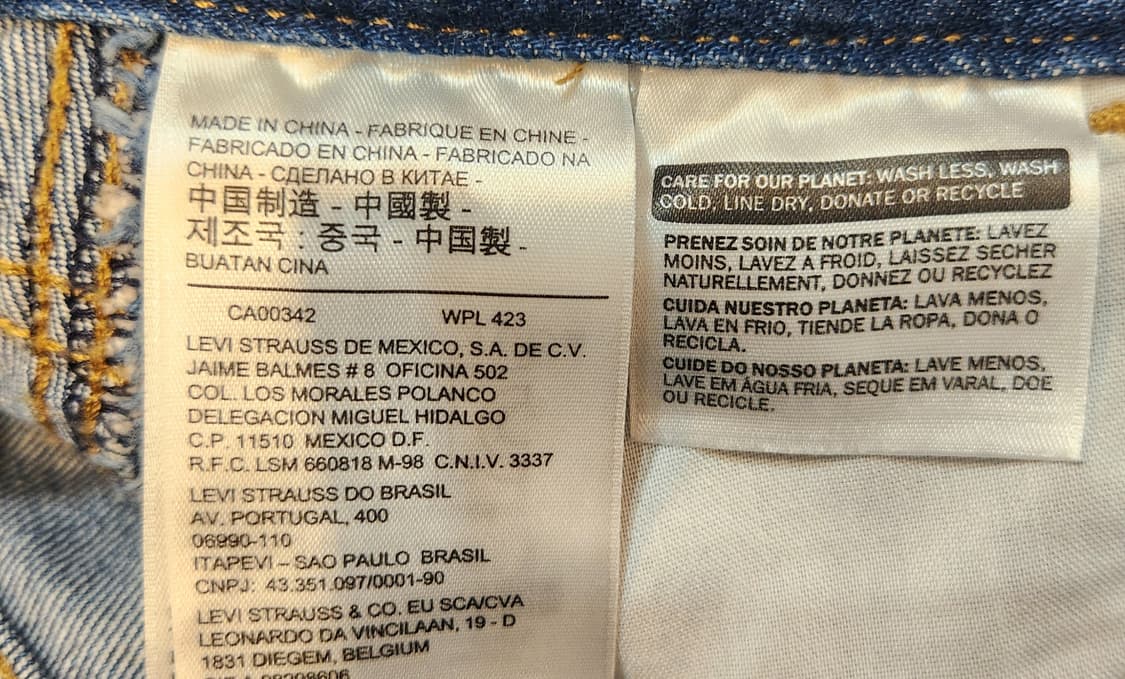 MADE IN CHINA - FABRIQUE EN CHINE -
FABRICADO EN CHINA - FABRICADO NA
CHINA - СДЕЛАНО В КИТАЕ -
中国制造 - 中國製 -
제조국 : 중국 - 中国製 -
BUATAN CINA
CA00342 WPL 423
LEVI STRAUSS DE MEXICO, S.A. DE C.V.
JAIME BALMES # 8 OFICINA 502
COL. LOS MORALES POLANCO
DELEGACION MIGUEL HIDALGO
C.P. 11510 MEXICO D.F.
R.F.C. LSM 660818 M-98 C.N.I.V. 3337
LEVI STRAUSS DO BRASIL
AV. PORTUGAL, 400
06990-110
ITAPEVI – SAO PAULO BRASIL
CNPJ: 43.351.097/0001-90
LEVI STRAUSS & CO. EU SCA/CVA
LEONARDO DA VINCILAAN, 19 - D
1831 DIEGEM, BELGIUM
CARE FOR OUR PLANET: WASH LESS, WASH
COLD, LINE DRY, DONATE OR RECYCLE
PRENEZ SOIN DE NOTRE PLANETE: LAVEZ
MOINS, LAVEZ A FROID, LAISSEZ SECHER
NATURELLEMENT, DONNEZ OU RECYCLEZ
CUIDA NUESTRO PLANETA: LAVA MENOS,
LAVA EN FRIO, TIENDE LA ROPA, DONA O
RECICLA.
CUIDE DO NOSSO PLANETA: LAVE MENOS,
LAVE EM ÁGUA FRIA, SEQUE EM VARAL, DOE
OU RECICLE.